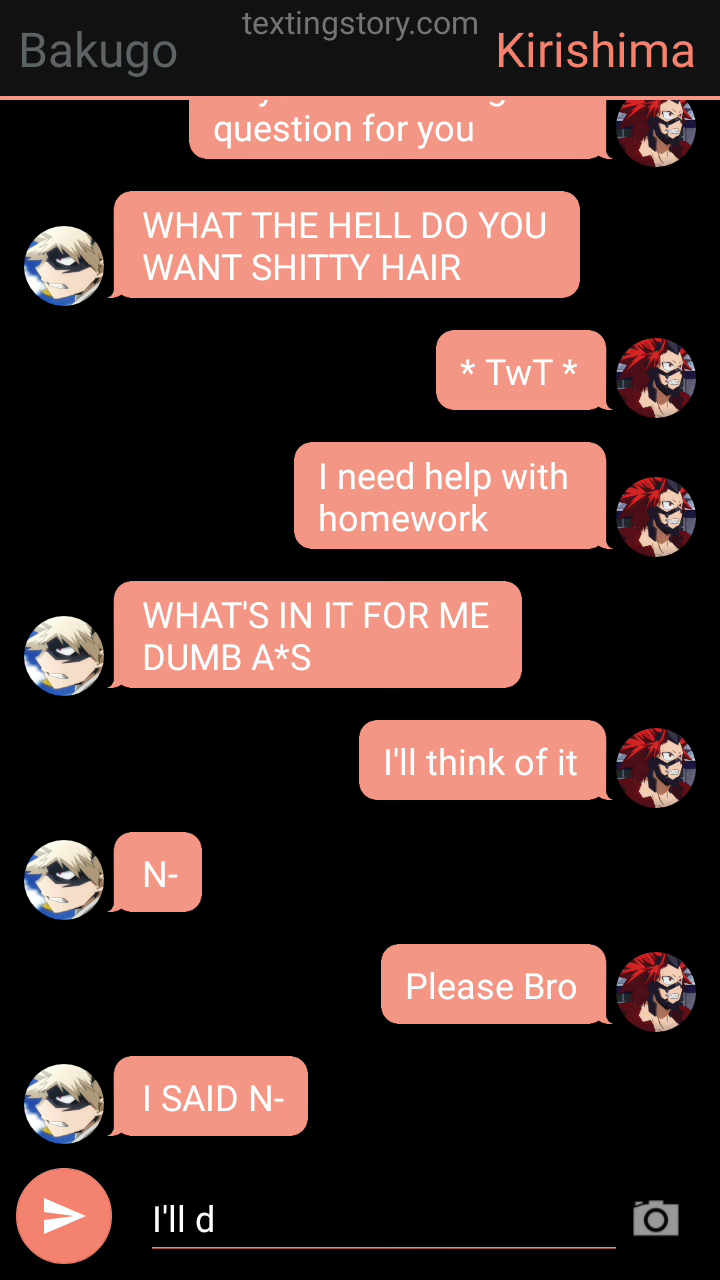 textingstory.com
Bakugo
Kirishima
question for you
WHAT THE HELL DO YOU
WANT SHITTY HAIR
* TwT *
I need help with
homework
WHAT'S IN IT FOR ME
DUMB A*S
I'll think of it
N-
Please Bro
I SAID N-
I'll d